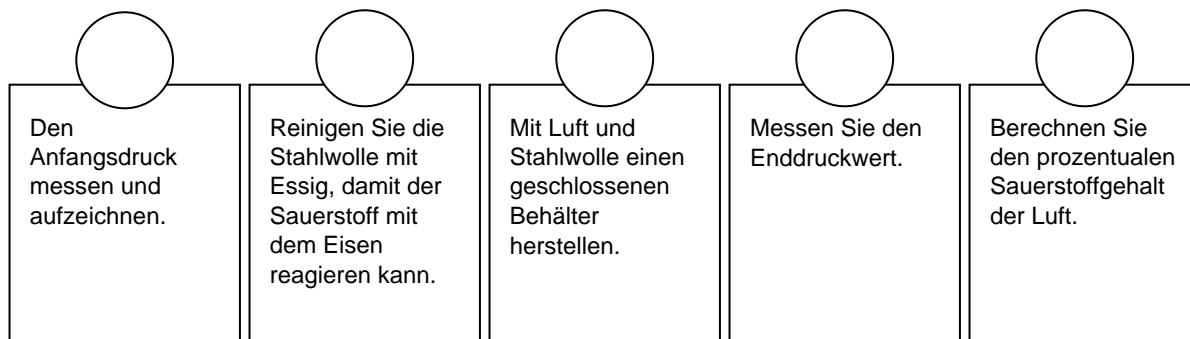 Den
Anfangsdruck
messen und
aufzeichnen.
Reinigen Sie die
Stahlwolle mit
Essig, damit der
Sauerstoff mit
dem Eisen
reagieren kann.
Mit Luft und
Stahlwolle einen
geschlossenen
Behälter
herstellen.
Messen Sie den
Enddruckwert.
Berechnen Sie
den prozentualen
Sauerstoffgehalt
der Luft.